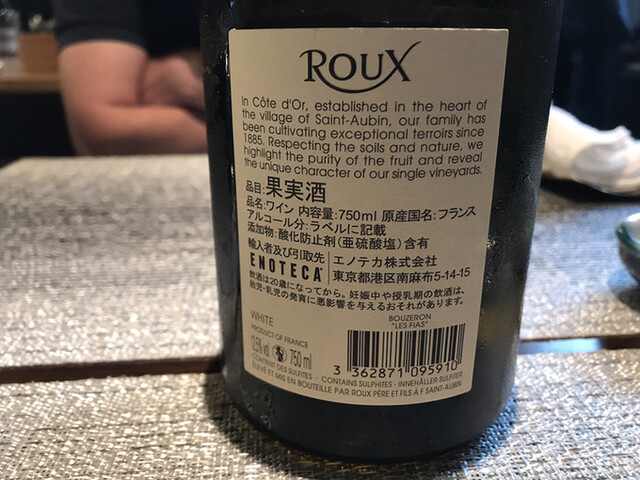 ROUX
In Côte d'Or, established in the heart of
the village of Saint-Aubin, our family has
been cultivating exceptional terroirs since
1885. Respecting the soils and nature, we
highlight the purity of the fruit and reveal
the unique character of our single vineyards.
品目:果実酒
品名:ワイン 内容量:750ml 原産国名:フランス
アルコール分:ラベルに記載
添加物:酸化防止剤(亜硫酸塩)含有
輸入者及び引取先
ENOTECA
エノテカ株式会社
東京都港区南麻布5-14-15
飲酒は20歳になってから。妊娠中や授乳期の飲酒は、
胎児・乳児の発育に悪影響を与えるおそれがあります。
WHITE
PRODUCT OF FRANCE
13,5% vol. 750 ml
BOUZERON
"LES FIAS"
3 362871 095910
CONTIENT DES SULFITES - CONTAINS SULPHITES - INNEHÅLLER SULFITER
ÉLEVÉ ET MIS EN BOUTEILLE PAR ROUX PÈRE ET FILS À F SAINT-AUBIN